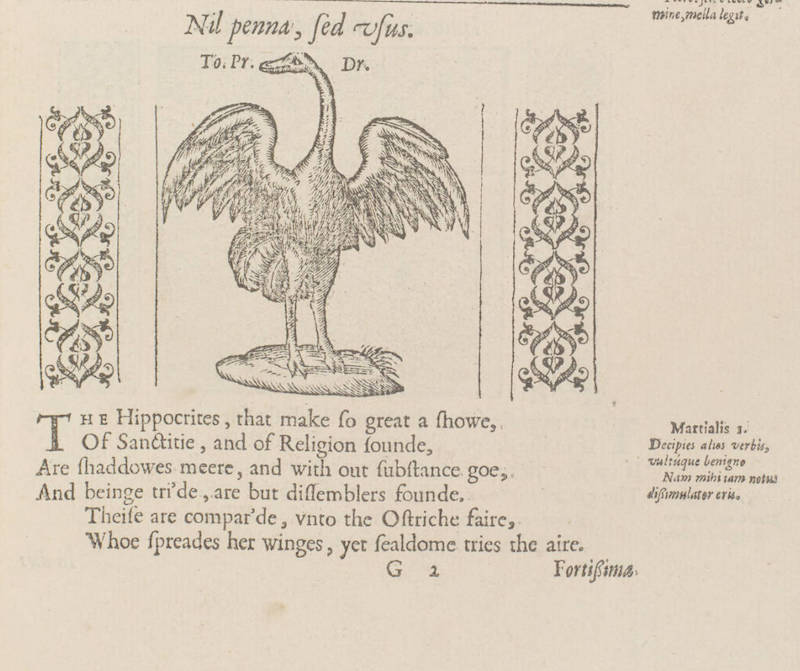 mine, mella legit.
Nil penna, ſed vſus.
To. Pr. Dr.
THE Hippocrites, that make ſo great a ſhowe,
Of Sanctitie, and of Religion ſounde,
Are ſhaddowes meere, and with out ſubſtance goe,
And beinge tri'de, are but diſſemblers founde.
Theiſe are compar'de, vnto the Oſtriche faire,
Whoe ſpreades her winges, yet ſealdome tries the aire.
Martialis 1.
Decipies alios verbis,
vultúque benigno
Nam mihi iam notus
dißimulator eris.
G 2 Fortißima